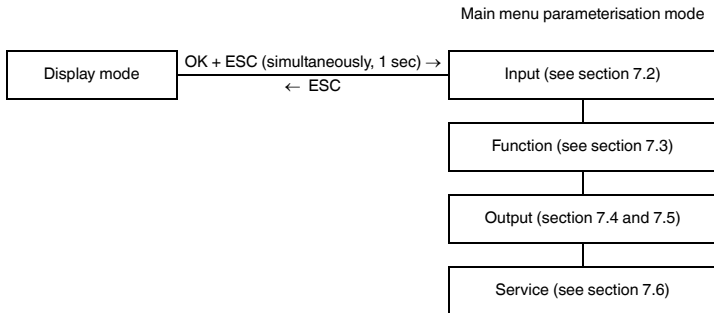 Main menu parameterisation mode
OK + ESC (simultaneously, 1 sec) →
Display mode
← ESC
Input (see section 7.2)
Function (see section 7.3)
Output (section 7.4 and 7.5)
Service (see section 7.6)